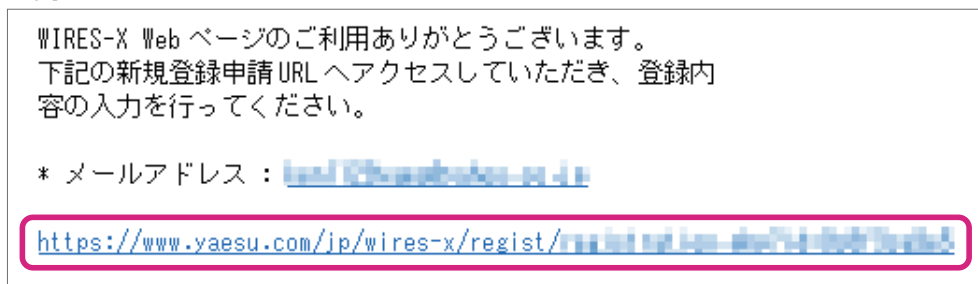 WIRES-X Web ページのご利用ありがとうございます。
下記の新規登録申請URLへアクセスしていただき、登録内
容の入力を行ってください。
* メールアドレス :
https://www.yaesu.com/jp/wires-x/regist/